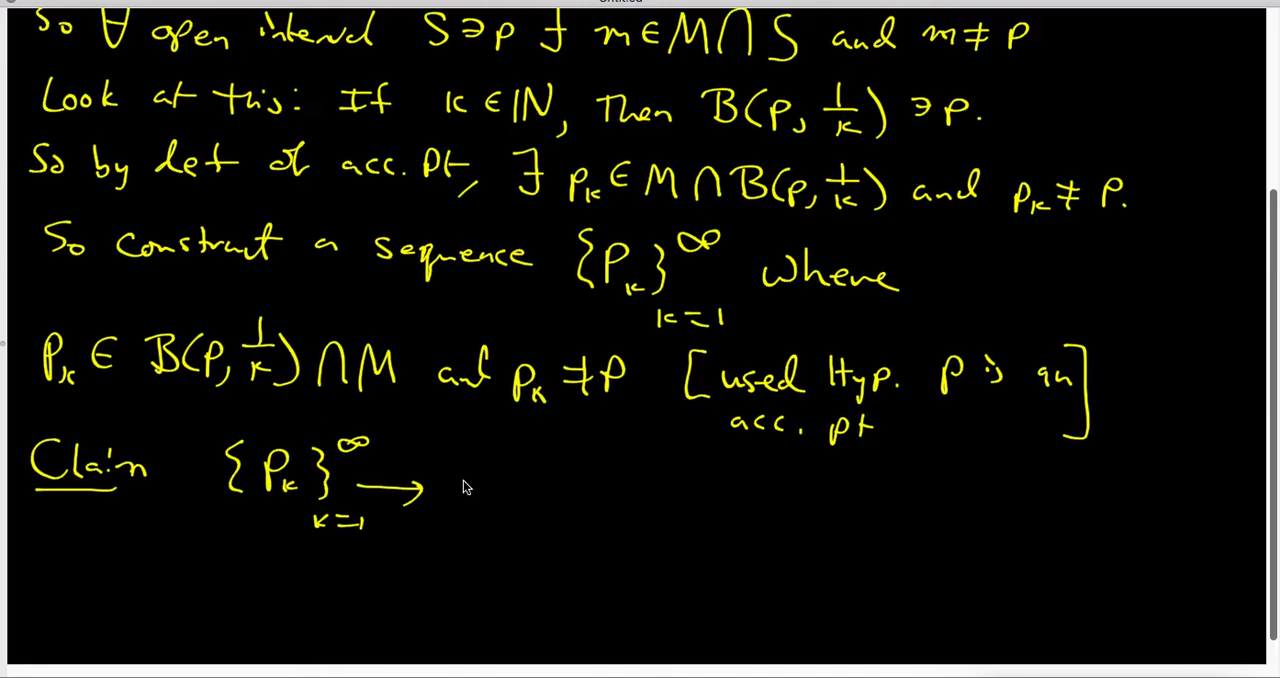 So ∀ open interval S∋p ∃ m∈M∩S and m≠p
Look at this: If k∈ℕ, Then B(p, 1/k) ∋ p.
So by def of acc. pt, ∃ p_k ∈ M∩B(p, 1/k) and p_k ≠ p.
So construct a sequence {p_k}_{k=1}^∞ where
p_k ∈ B(p, 1/k) ∩ M and p_k ≠ p [used Hyp. p is an
acc. pt]
Claim {p_k}_{k=1}^∞ →